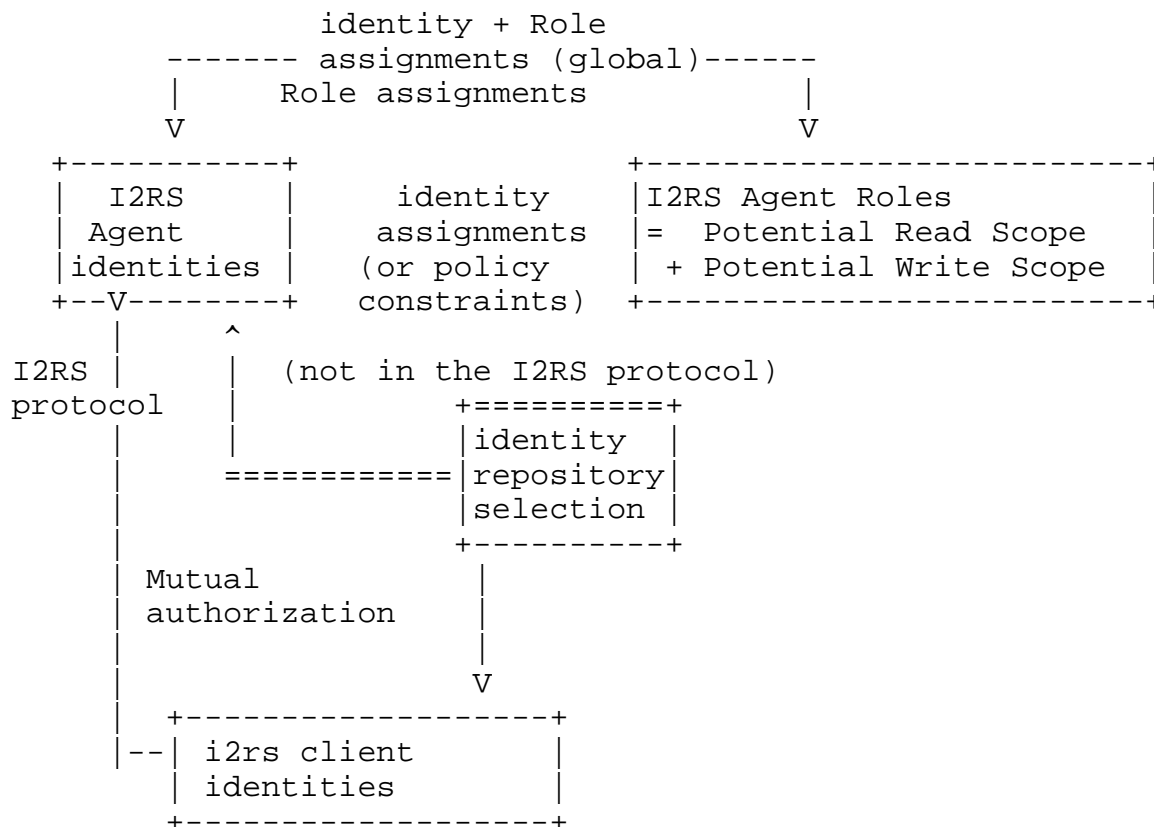 identity + Role
------- assignments (global)------
|     Role assignments          |
V                               V
+-----------+                 +-------------------------+
|  I2RS     |     identity    |I2RS Agent Roles         |
| Agent     |    assignments  |=  Potential Read Scope  |
|identities |   (or policy    | + Potential Write Scope |
+--V--------+   constraints)  +-------------------------+
|     ^
I2RS |     |  (not in the I2RS protocol)
protocol   |           +==========+
|     |           |identity  |
|     ============|repository|
|                 |selection |
|                 +----------+
| Mutual           |
| authorization    |
|                  |
|                  V
|  +-------------------+
|--| i2rs client       |
| identities        |
+-------------------+